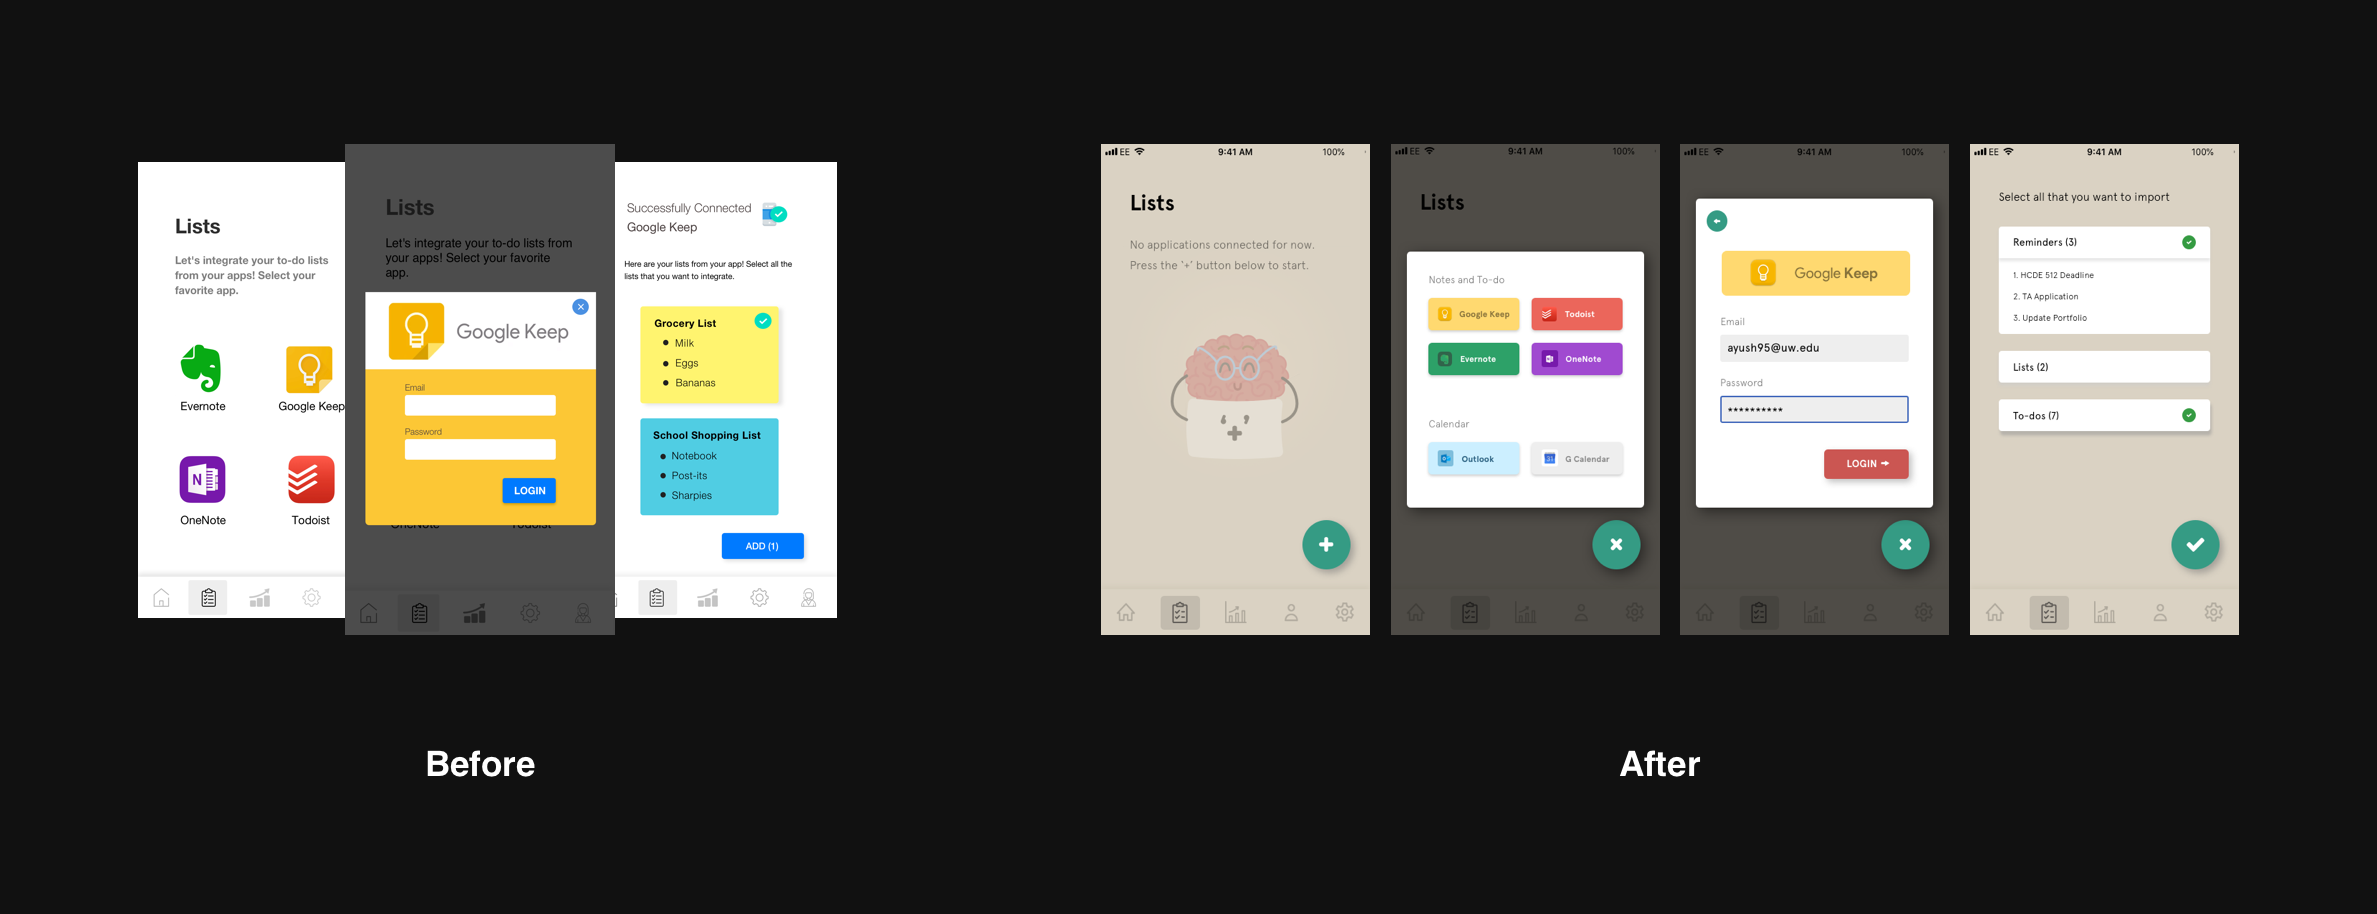 Lists
Let's integrate your to-do lists
from your apps! Select your
favorite app.
Evernote
Google Keep
N
OneNote
Todoist
Lists
Let's integrate your to-do lists from
your apps! Select your favorite
app.
Google Keep
Email
Password
LOGIN
OneNote
Todoist
Successfully Connected
Google Keep
Here are your lists from your app! Select all the
lists that you want to integrate.
Grocery List
Milk
Eggs
Bananas
School Shopping List
Notebook
Post-its
Sharpies
ADD (1)
Before
EE
9:41 AM
100%
Lists
No applications connected for now.
Press the '+' button below to start.
EE
9:41 AM
100%
Lists
Notes and To-do
Google Keep
Todoist
Evernote
N
OneNote
Calendar
Outlook
31
G Calendar
EE
9:41 AM
100%
Google Keep
Email
ayush95@uw.edu
Password
**********
LOGIN
EE
9:41 AM
100%
Select all that you want to import
Reminders (3)
1. HCDE 512 Deadline
2. TA Application
3. Update Portfolio
Lists (2)
To-dos (7)
After